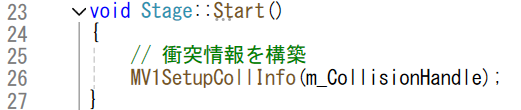 23 void Stage::Start()
24 {
25 // 衝突情報を構築
26 MV1SetupCollInfo(m_CollisionHandle);
27 }